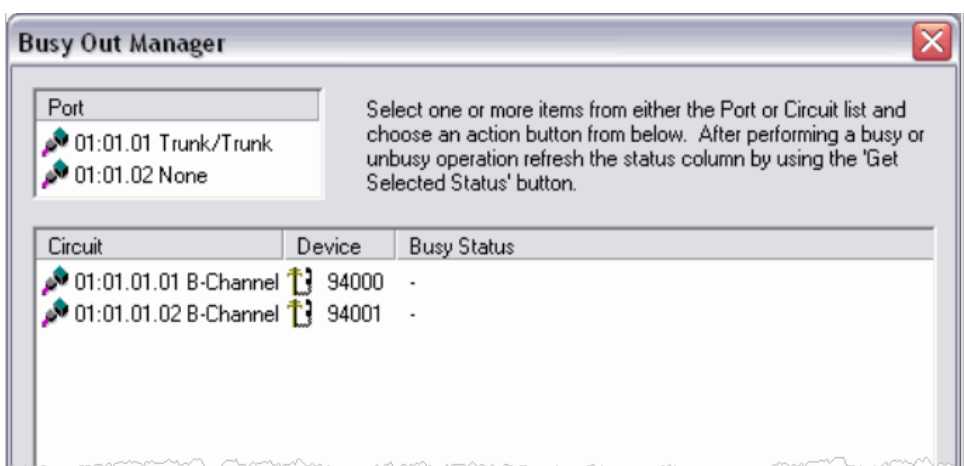 Busy Out Manager
Port
01:01.01 Trunk/Trunk
01:01.02 None
Select one or more items from either the Port or Circuit list and
choose an action button from below. After performing a busy or
unbusy operation refresh the status column by using the 'Get
Selected Status' button.
Circuit Device Busy Status
01:01.01.01 B-Channel 94000 -
01:01.01.02 B-Channel 94001 -